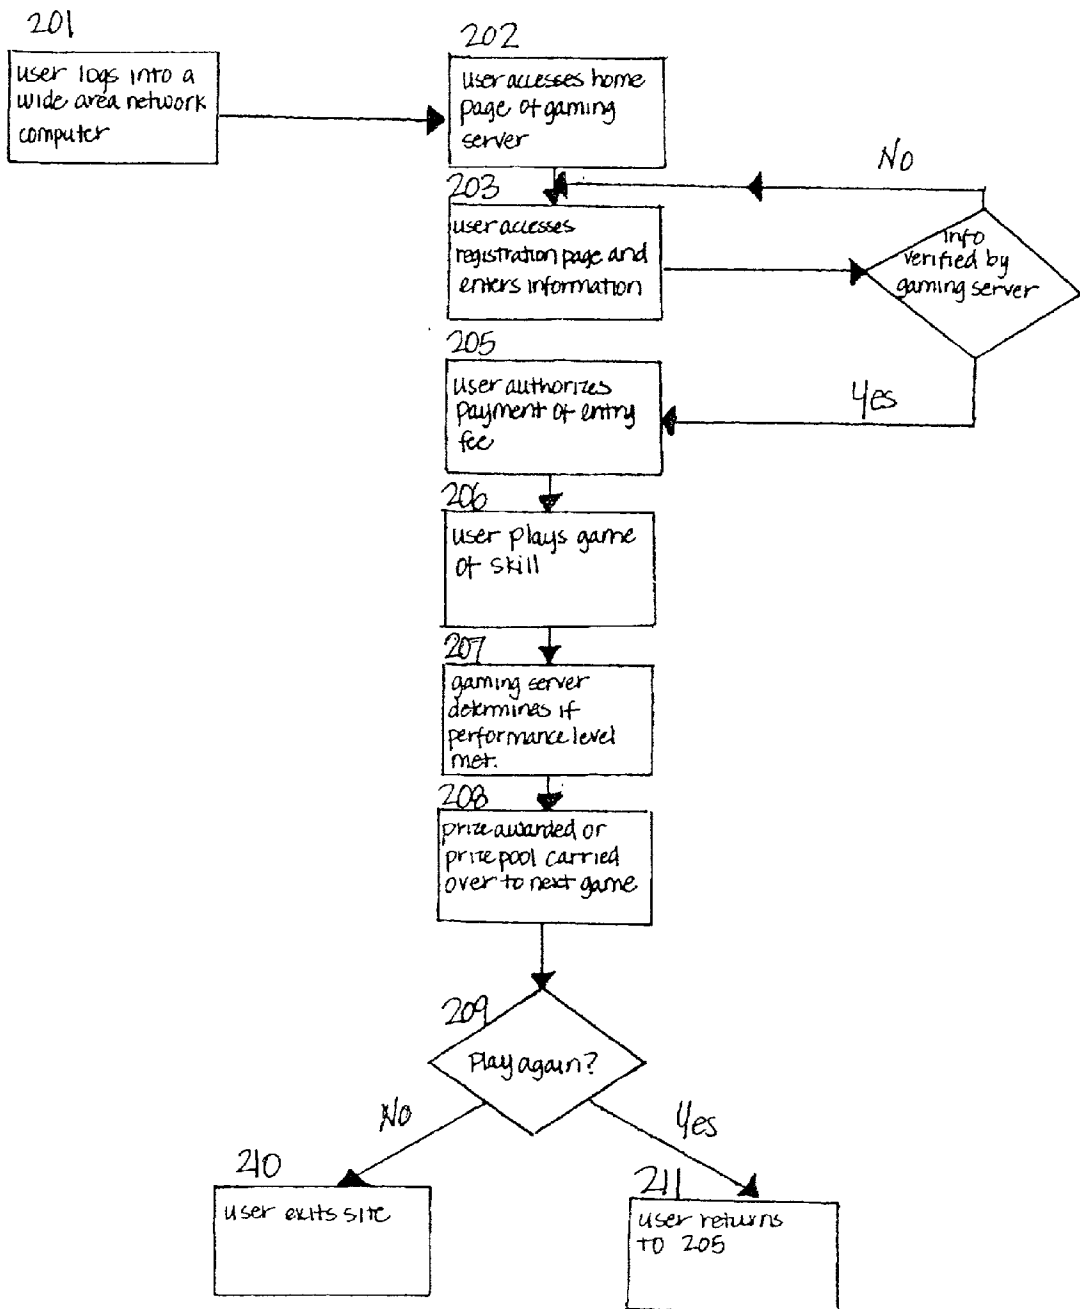 201
user logs into a
wide area network
computer
202
user accesses home
page of gaming
server
No
203
user accesses
registration page and
enters information
info
verified by
gaming server
205
user authorizes
payment of entry
fee
Yes
206
user plays game
of skill
207
gaming server
determines if
performance level
met.
208
prize awarded or
prize pool carried
over to next game
209
Play again?
No
Yes
210
user exits site
211
user returns
to 205